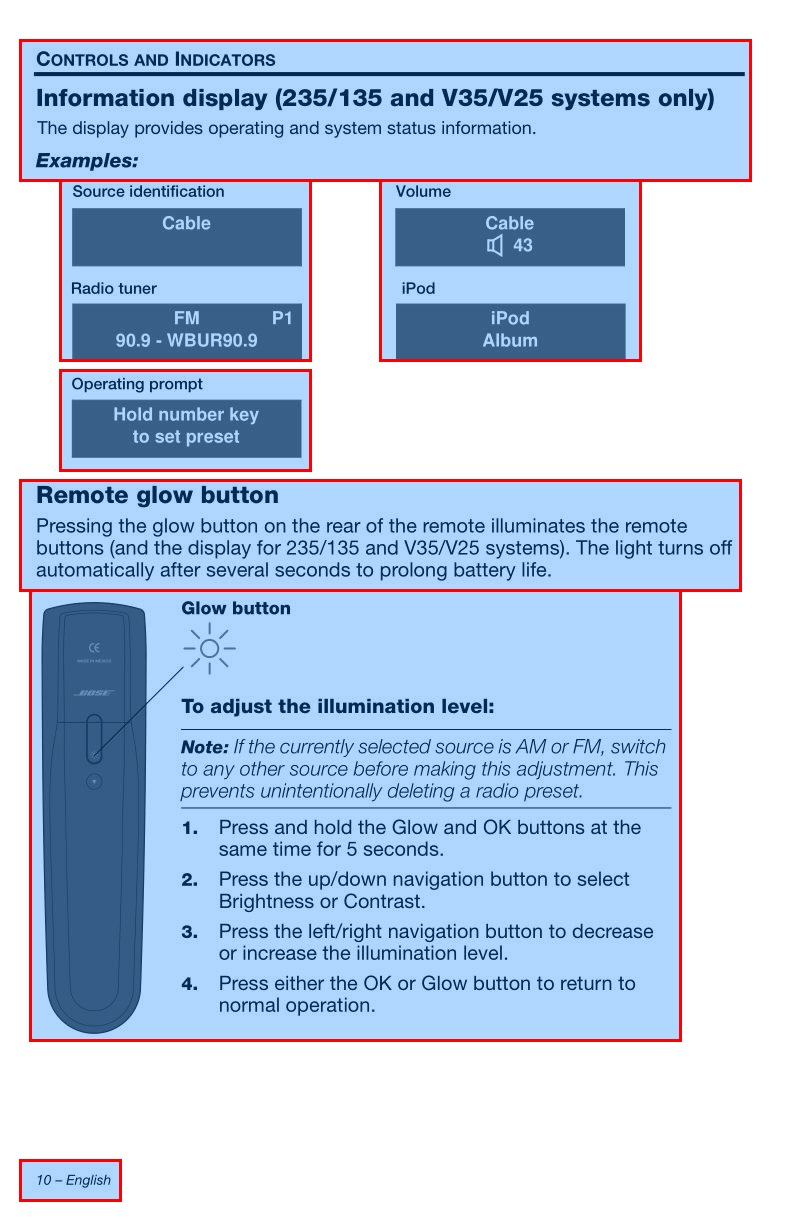 CONTROLS AND INDICATORS
Information display (235/135 and V35/V25 systems only)
The display provides operating and system status information.
Examples:
Source identification
Cable
Volume
Cable
43
Radio tuner
FM P1
90.9 - WBUR90.9
iPod
iPod
Album
Operating prompt
Hold number key
to set preset
Remote glow button
Pressing the glow button on the rear of the remote illuminates the remote
buttons (and the display for 235/135 and V35/V25 systems). The light turns off
automatically after several seconds to prolong battery life.
CE
MADE IN MEXICO
BOSE
Glow button
To adjust the illumination level:
Note: If the currently selected source is AM or FM, switch
to any other source before making this adjustment. This
prevents unintentionally deleting a radio preset.
1. Press and hold the Glow and OK buttons at the
same time for 5 seconds.
2. Press the up/down navigation button to select
Brightness or Contrast.
3. Press the left/right navigation button to decrease
or increase the illumination level.
4. Press either the OK or Glow button to return to
normal operation.
10 – English